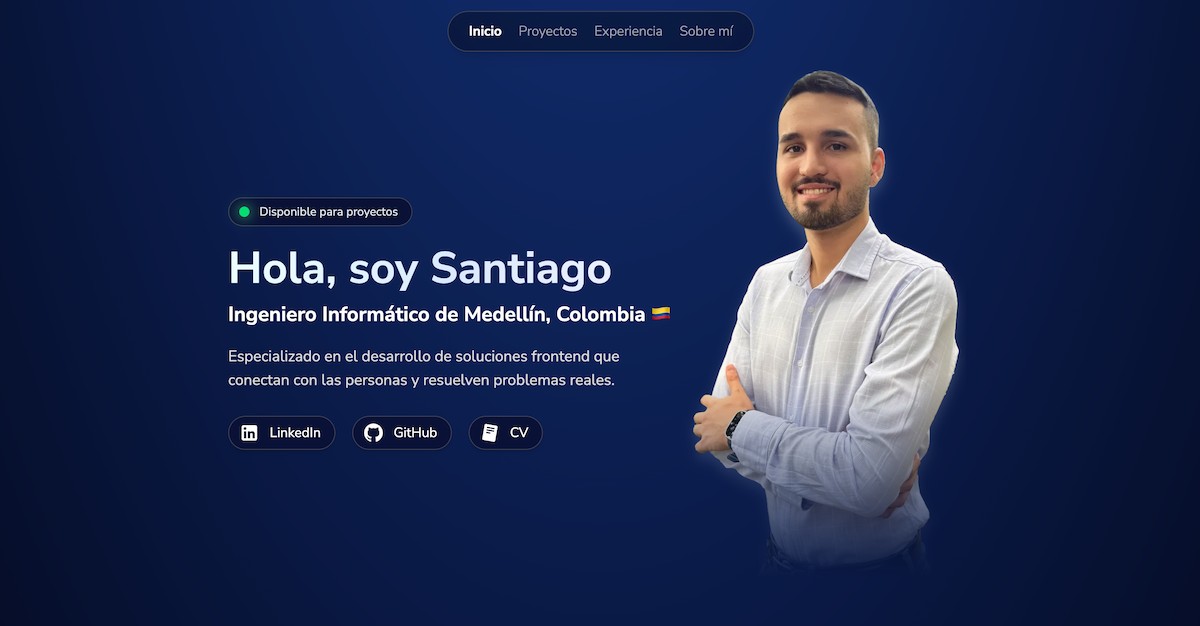 Inicio Proyectos Experiencia Sobre mí
Disponible para proyectos
Hola, soy Santiago
Ingeniero Informático de Medellín, Colombia 🇨🇴
Especializado en el desarrollo de soluciones frontend que
conectan con las personas y resuelven problemas reales.
LinkedIn GitHub CV